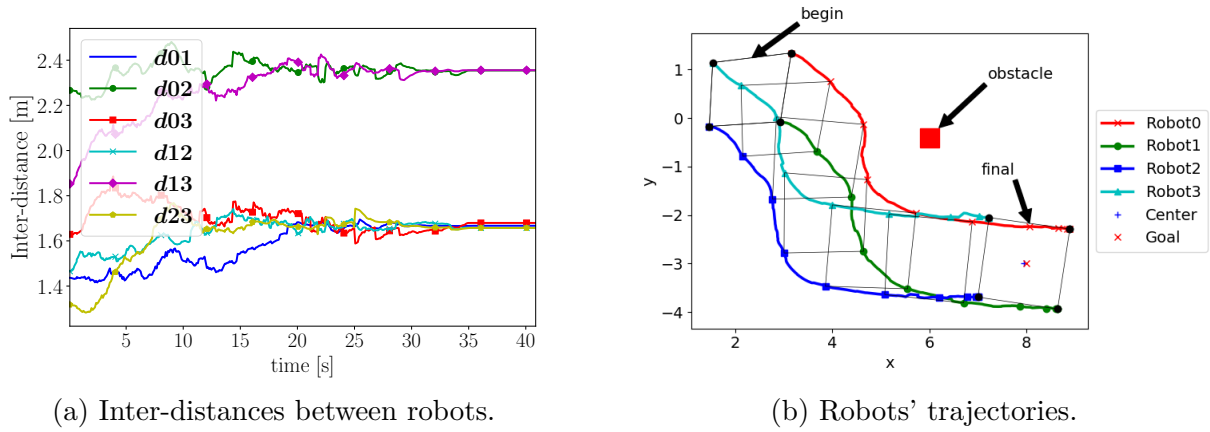 Inter-distance [m]
2.4
2.2
2.0
1.8
1.6
1.4
d01
d02
d03
d12
d13
d23
5
10
15
20
25
30
35
40
time [s]
(a) Inter-distances between robots.
begin
obstacle
final
y
1
0
−1
−2
−3
−4
2
4
6
8
x
Robot0
Robot1
Robot2
Robot3
Center
Goal
(b) Robots' trajectories.